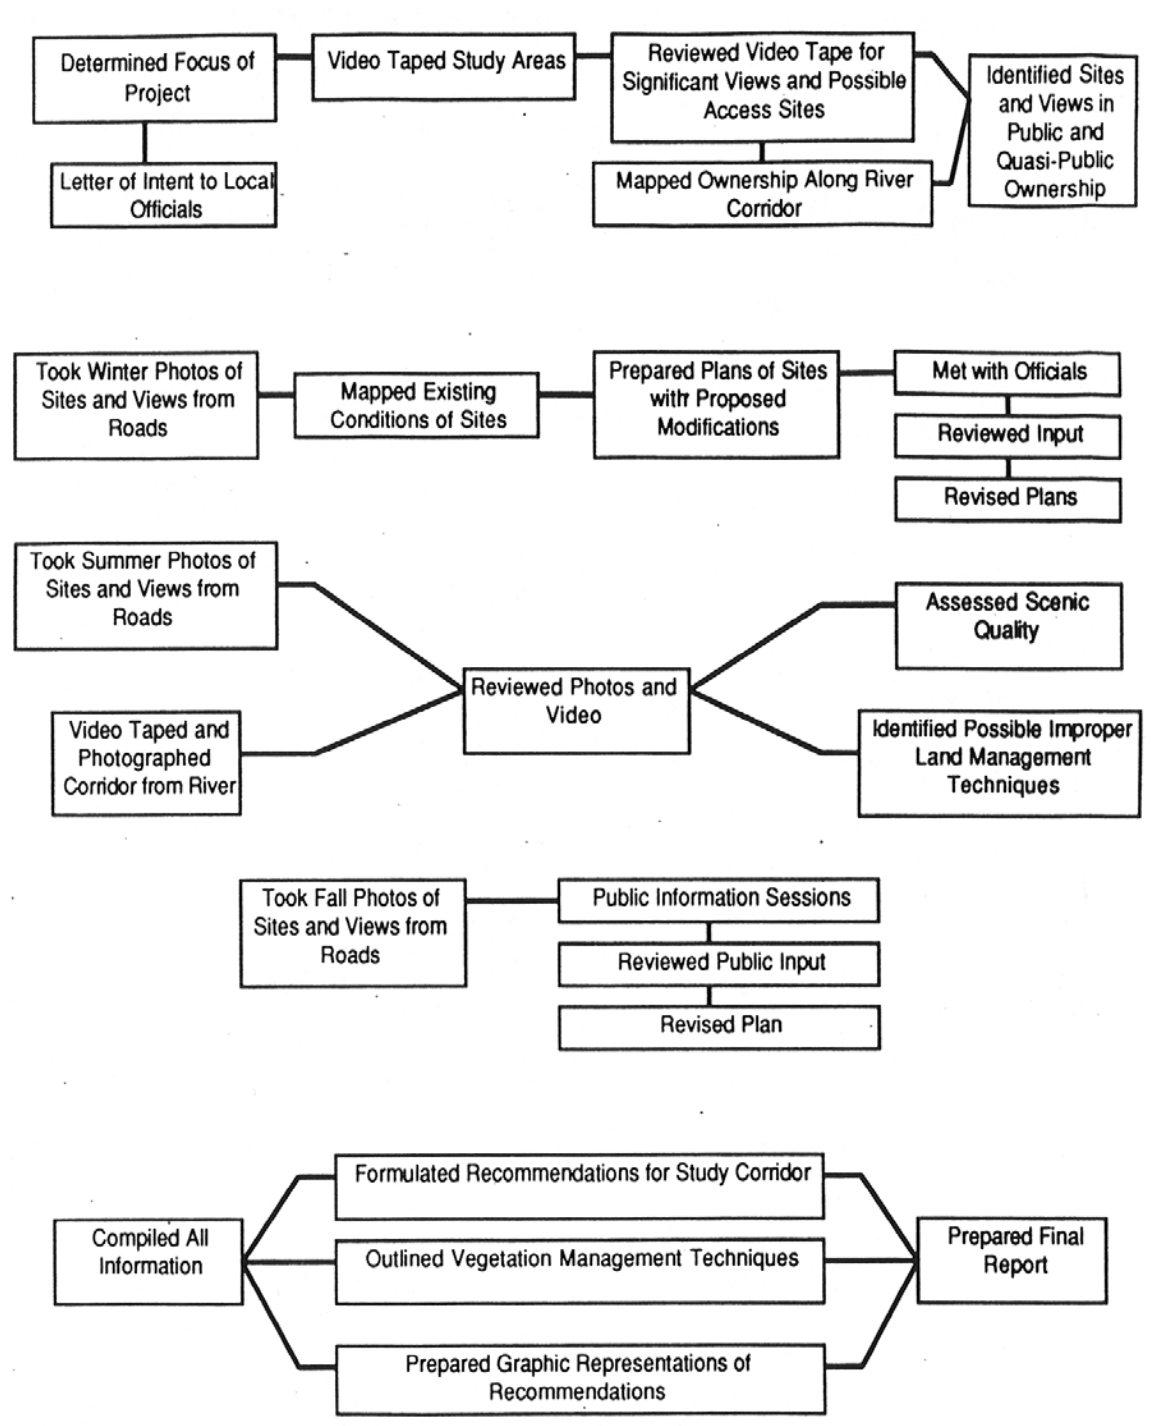 Determined Focus of
Project
Letter of Intent to Local
Officials
Video Taped Study Areas
Reviewed Video Tape for
Significant Views and Possible
Access Sites
Mapped Ownership Along River
Corridor
Identified Sites
and Views in
Public and
Quasi-Public
Ownership
Took Winter Photos of
Sites and Views from
Roads
Mapped Existing
Conditions of Sites
Prepared Plans of Sites
with Proposed
Modifications
Met with Officials
Reviewed Input
Revised Plans
Took Summer Photos of
Sites and Views from
Roads
Video Taped and
Photographed
Corridor from River
Reviewed Photos and
Video
Assessed Scenic
Quality
Identified Possible Improper
Land Management
Techniques
Took Fall Photos of
Sites and Views from
Roads
Public Information Sessions
Reviewed Public Input
Revised Plan
Compiled All
Information
Formulated Recommendations for Study Corridor
Outlined Vegetation Management Techniques
Prepared Graphic Representations of
Recommendations
Prepared Final
Report